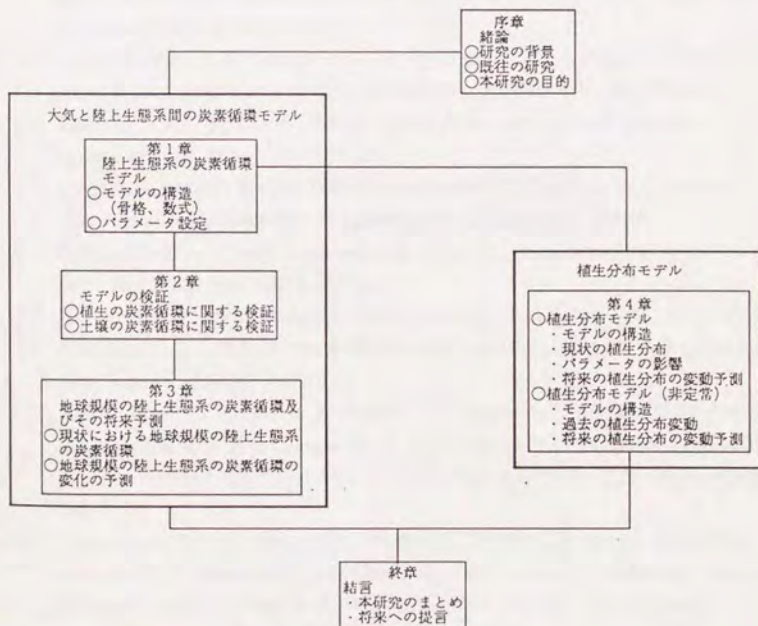 序章
緒論
○研究の背景
○既往の研究
○本研究の目的
大気と陸上生態系間の炭素循環モデル
第1章
陸上生態系の炭素循環
モデル
○モデルの構造
（骨格、数式）
○パラメータ設定
第2章
モデルの検証
○植生の炭素循環に関する検証
○土壌の炭素循環に関する検証
第3章
地球規模の陸上生態系の炭素循環及
びその将来予測
○現状における地球規模の陸上生態系
の炭素循環
○地球規模の陸上生態系の炭素循環の
変化の予測
植生分布モデル
第4章
○植生分布モデル
・モデルの構造
・現状の植生分布
・パラメータの影響
・将来の植生分布の変動予測
○植生分布モデル（非定常）
・モデルの構造
・過去の植生分布変動
・将来の植生分布の変動予測
終章
結言
・本研究のまとめ
・将来への提言